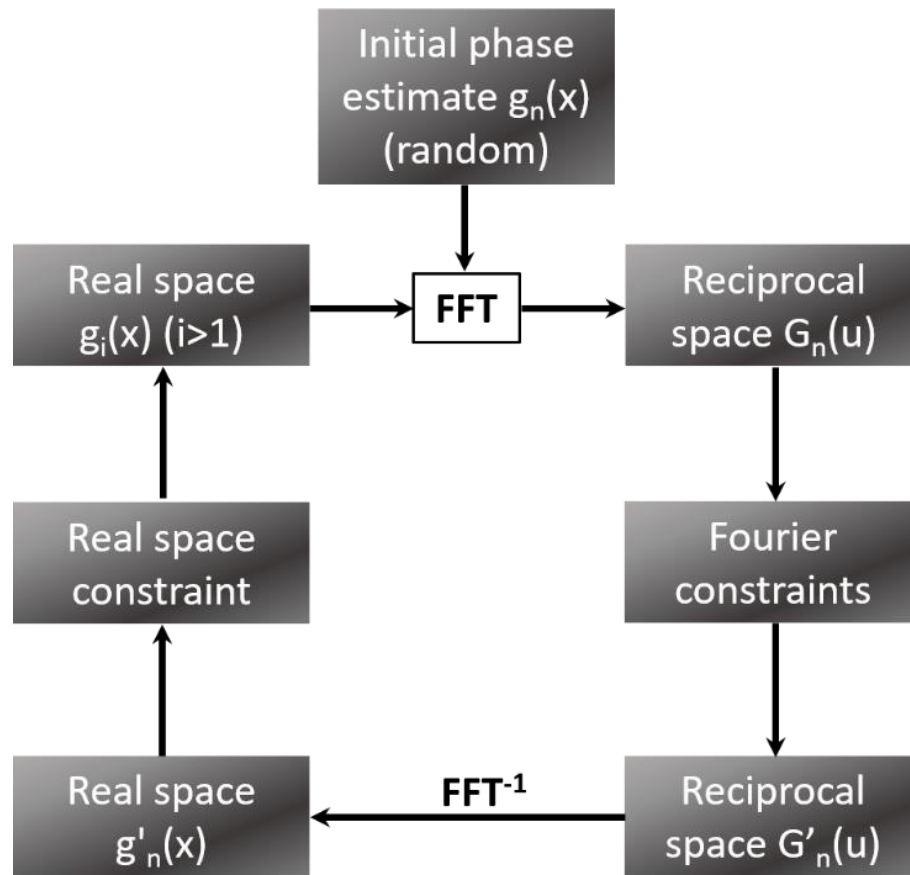 Initial phase
estimate gₙ(x)
(random)
Real space
gᵢ(x) (i>1)
FFT
Reciprocal
space Gₙ(u)
Real space
constraint
Fourier
constraints
Real space
g'ₙ(x)
FFT⁻¹
Reciprocal
space G’ₙ(u)